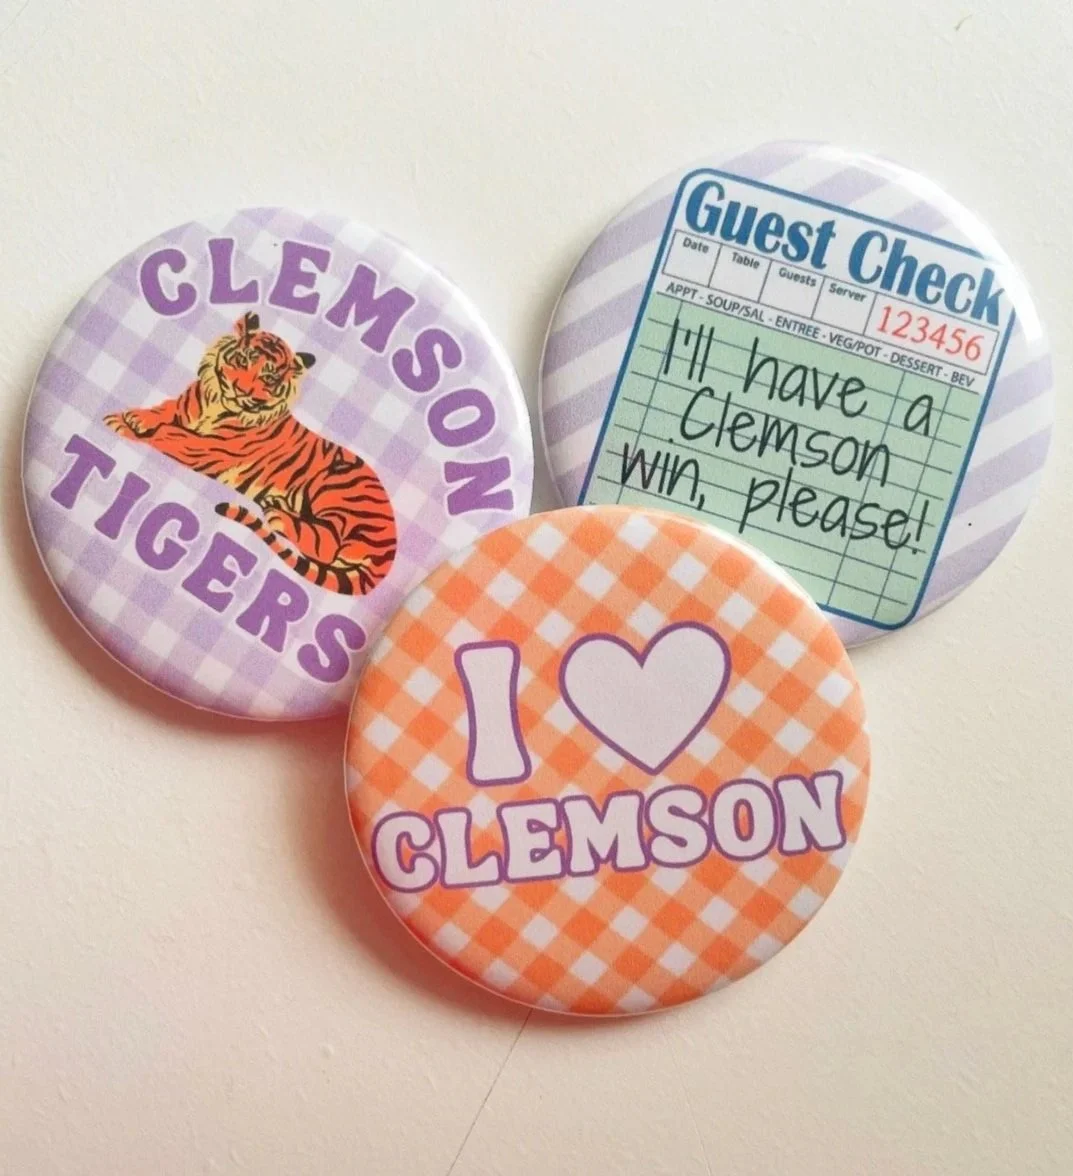 CLEMSON
TIGERS
Guest Check
Date Table Guests Server
123456
APPT - SOUP/SAL - ENTREE - VEG/POT - DESSERT - BEV
I'll have a
Clemson
win, please!
I
CLEMSON